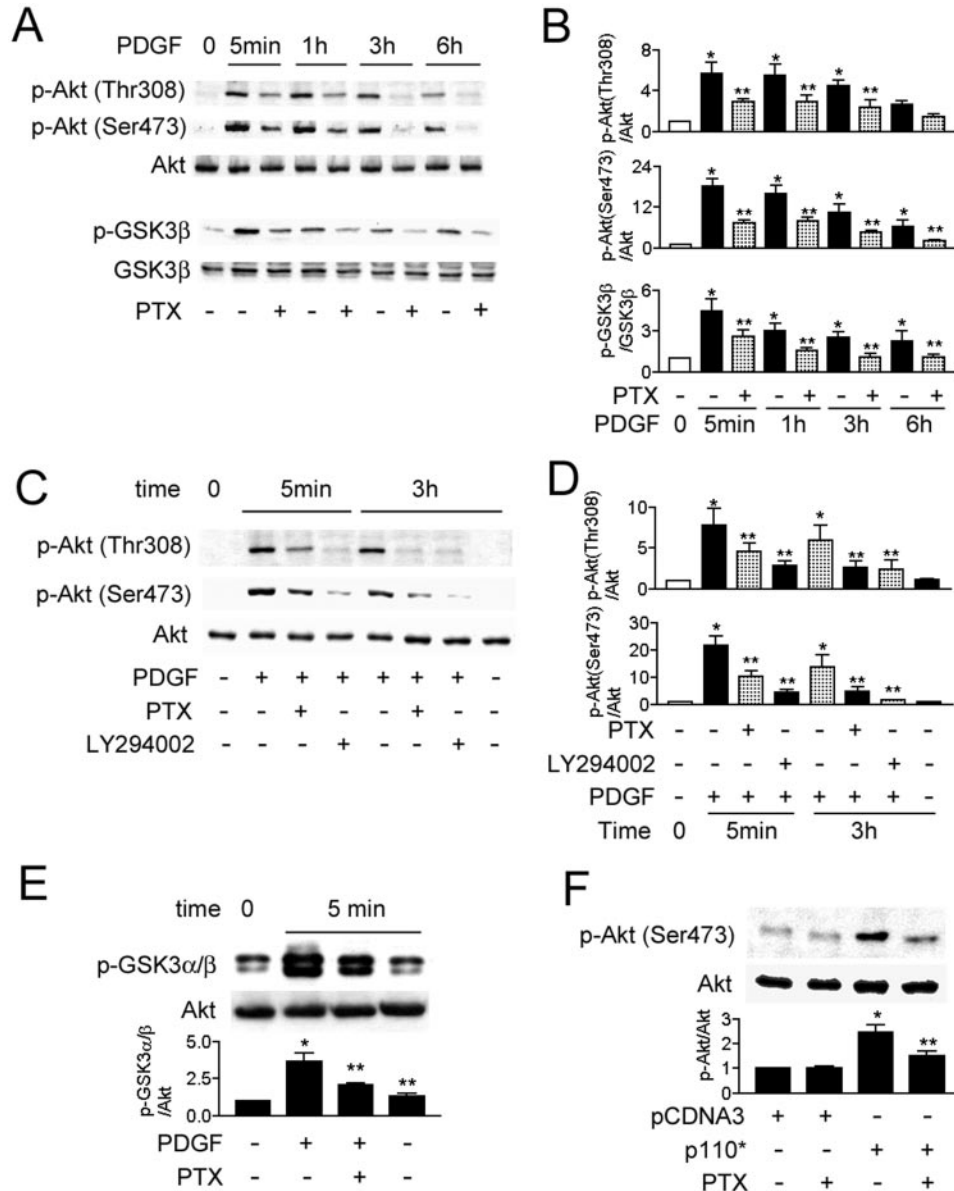 A
PDGF 0 5min 1h 3h 6h
p-Akt (Thr308)
p-Akt (Ser473)
Akt
p-GSK3β
GSK3β
PTX - - + - + - + - +
B
p-Akt(Thr308)
/Akt
8
4
0
* ** * ** * **
p-Akt(Ser473)
/Akt
24
12
0
* ** * ** * ** * **
p-GSK3β
/GSK3β
6
3
0
* ** * ** * ** * **
PTX - + - + - + - +
PDGF 0 5min 1h 3h 6h
C
time 0 5min 3h
p-Akt (Thr308)
p-Akt (Ser473)
Akt
PDGF - + + + + + + -
PTX - - + - - + - -
LY294002 - - - + - - + -
D
p-Akt(Thr308)
/Akt
10
5
0
* ** ** * ** **
p-Akt(Ser473)
/Akt
30
20
10
0
* ** ** * ** **
PTX - - + - - + - -
LY294002 - - - + - - + -
PDGF - + + + + + + -
Time 0 5min 3h
E
time 0 5 min
p-GSK3α/β
Akt
p-GSK3α/β
/Akt
5.0
2.5
0.0
* ** **
PDGF - + + -
PTX - - + -
F
p-Akt (Ser473)
Akt
p-Akt/Akt
3
2
1
0
* **
pCDNA3 + + - -
p110* - - + +
PTX - + - +